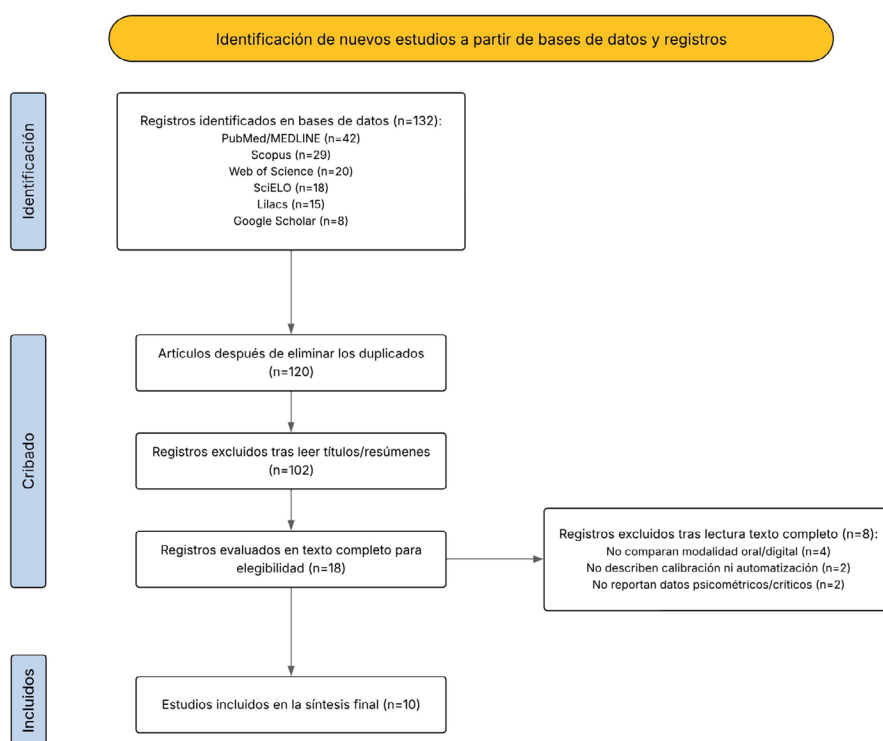 Identificación de nuevos estudios a partir de bases de datos y registros
Identificación
Registros identificados en bases de datos (n=132):
PubMed/MEDLINE (n=42)
Scopus (n=29)
Web of Science (n=20)
SciELO (n=18)
Lilacs (n=15)
Google Scholar (n=8)
Cribado
Artículos después de eliminar los duplicados
(n=120)
Registros excluidos tras leer títulos/resúmenes
(n=102)
Registros evaluados en texto completo para
elegibilidad (n=18)
Registros excluidos tras lectura texto completo (n=8):
No comparan modalidad oral/digital (n=4)
No describen calibración ni automatización (n=2)
No reportan datos psicométricos/críticos (n=2)
Incluidos
Estudios incluidos en la síntesis final (n=10)